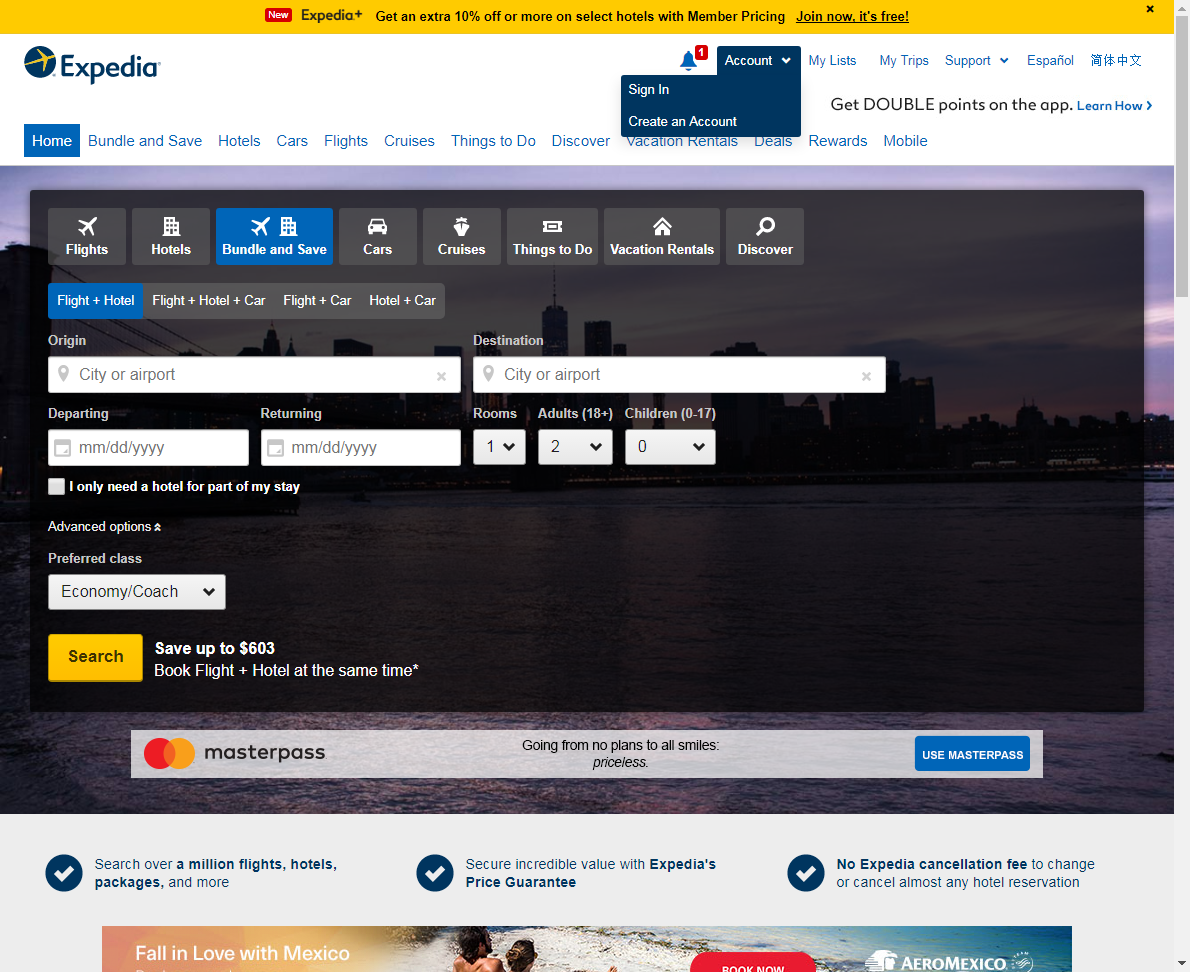 New Expedia+ Get an extra 10% off or more on select hotels with Member Pricing Join now, it's free!
Expedia
1
Account
My Lists
My Trips
Support
Español
简体中文
Sign In
Create an Account
Get DOUBLE points on the app. Learn How
Home
Bundle and Save
Hotels
Cars
Flights
Cruises
Things to Do
Discover
Vacation Rentals
Deals
Rewards
Mobile
Flights
Hotels
Bundle and Save
Cars
Cruises
Things to Do
Vacation Rentals
Discover
Flight + Hotel
Flight + Hotel + Car
Flight + Car
Hotel + Car
Origin
City or airport
Destination
City or airport
Departing
mm/dd/yyyy
Returning
mm/dd/yyyy
Rooms
1
Adults (18+)
2
Children (0-17)
0
I only need a hotel for part of my stay
Advanced options
Preferred class
Economy/Coach
Search
Save up to $603
Book Flight + Hotel at the same time*
masterpass
Going from no plans to all smiles:
priceless.
USE MASTERPASS
Search over a million flights, hotels,
packages, and more
Secure incredible value with Expedia's
Price Guarantee
No Expedia cancellation fee to change
or cancel almost any hotel reservation
Fall in Love with Mexico
BOOK NOW
AEROMEXICO